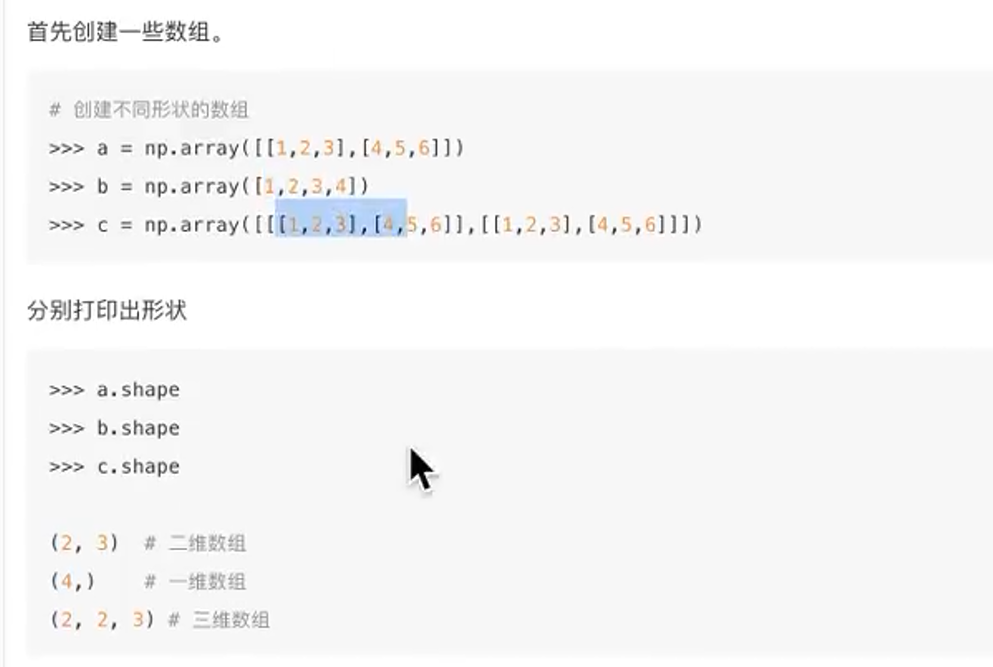 首先创建一些数组。
# 创建不同形状的数组
>>> a = np.array([[1,2,3],[4,5,6]])
>>> b = np.array([1,2,3,4])
>>> c = np.array([[[1,2,3],[4,5,6]],[[1,2,3],[4,5,6]]])
分别打印出形状
>>> a.shape
>>> b.shape
>>> c.shape
(2, 3)  # 二维数组
(4,)    # 一维数组
(2, 2, 3) # 三维数组